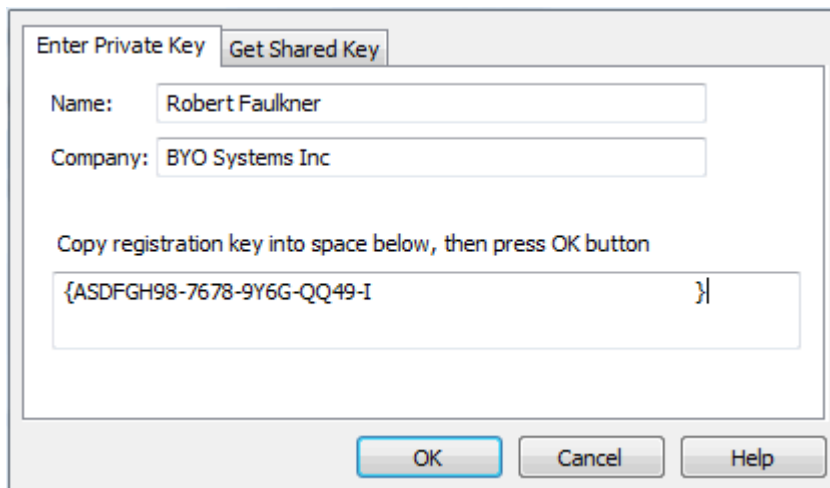 Enter Private Key Get Shared Key
Name: Robert Faulkner
Company: BYO Systems Inc
Copy registration key into space below, then press OK button
{ASDFGH98-7678-9Y6G-QQ49-I }
OK Cancel Help